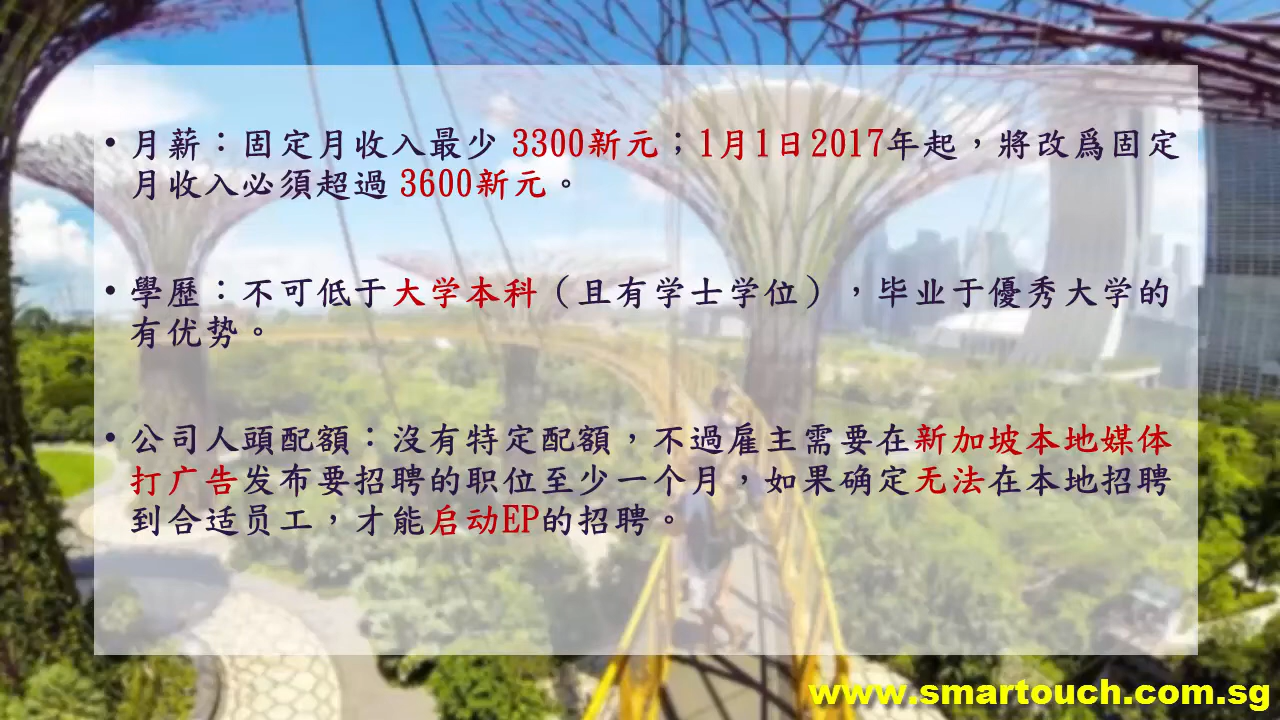 • 月薪：固定月收入最少 3300新元；1月1日2017年起，將改爲固定
月收入必須超過 3600新元。
• 學歷：不可低于大学本科（且有学士学位），毕业于優秀大学的
有优势。
• 公司人頭配額：沒有特定配額，不過雇主需要在新加坡本地媒体
打广告发布要招聘的职位至少一个月，如果确定无法在本地招聘
到合适员工，才能启动EP的招聘。
www.smartouch.com.sg